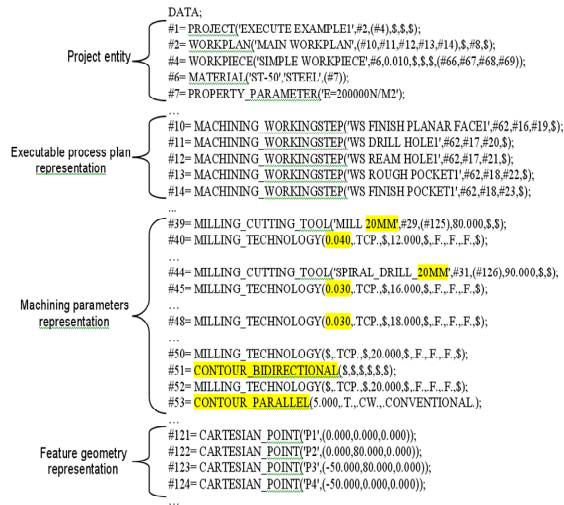 DATA;
#1= PROJECT('EXECUTE EXAMPLE1',#2,(#4),$,$,$);
#2= WORKPLAN('MAIN WORKPLAN',(#10,#11,#12,#13,#14),$,#8,$);
Project entity
#4= WORKPIECE('SIMPLE WORKPIECE',#6,0.010,$,$,$,(#66,#67,#68,#69));
#6= MATERIAL('ST-50','STEEL',(#7));
#7= PROPERTY_PARAMETER('E=200000N/M2');
…
#10= MACHINING_WORKINGSTEP('WS FINISH PLANAR FACE1',#62,#16,#19,$);
#11= MACHINING_WORKINGSTEP('WS DRILL HOLE1',#62,#17,#20,$);
Executable process plan
representation
#12= MACHINING_WORKINGSTEP('WS REAM HOLE1',#62,#17,#21,$);
#13= MACHINING_WORKINGSTEP('WS ROUGH POCKET1',#62,#18,#22,$);
#14= MACHINING_WORKINGSTEP('WS FINISH POCKET1',#62,#18,#23,$);
...
#39= MILLING_CUTTING_TOOL('MILL 20MM',#29,(#125),80.000,$,$);
#40= MILLING_TECHNOLOGY(0.040,.TCP.,$,12.000,$,.F.,.F.,.F.,$);
…
#44= MILLING_CUTTING_TOOL('SPIRAL_DRILL_20MM',#31,(#126),90.000,$,$);
#45= MILLING_TECHNOLOGY(0.030,.TCP.,$,16.000,$,.F.,.F.,.F.,$);
Machining parameters
representation
…
#48= MILLING_TECHNOLOGY(0.030,.TCP.,$,18.000,$,.F.,.F.,.F.,$);
…
#50= MILLING_TECHNOLOGY($,.TCP.,$,20.000,$,.F.,.F.,.F.,$);
#51= CONTOUR_BIDIRECTIONAL($,$,$,$,$,$);
#52= MILLING_TECHNOLOGY($,.TCP.,$,20.000,$,.F.,.F.,.F.,$);
#53= CONTOUR_PARALLEL(5.000,.T.,.CW.,.CONVENTIONAL.);
…
#121= CARTESIAN_POINT('P1',(0.000,0.000,0.000));
Feature geometry
representation
#122= CARTESIAN_POINT('P2',(0.000,80.000,0.000));
#123= CARTESIAN_POINT('P3',(-50.000,80.000,0.000));
#124= CARTESIAN_POINT('P4',(-50.000,0.000,0.000));
…